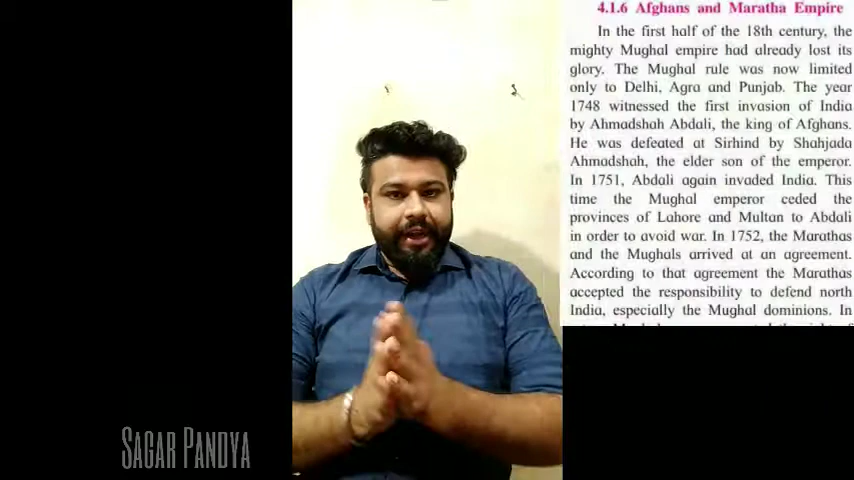 4.1.6 Afghans and Maratha Empire
In the first half of the 18th century, the
mighty Mughal empire had already lost its
glory. The Mughal rule was now limited
only to Delhi, Agra and Punjab. The year
1748 witnessed the first invasion of India
by Ahmadshah Abdali, the king of Afghans.
He was defeated at Sirhind by Shahjada
Ahmadshah, the elder son of the emperor.
In 1751, Abdali again invaded India. This
time the Mughal emperor ceded the
provinces of Lahore and Multan to Abdali
in order to avoid war. In 1752, the Marathas
and the Mughals arrived at an agreement.
According to that agreement the Marathas
accepted the responsibility to defend north
India, especially the Mughal dominions. In
SAGAR PANDYA